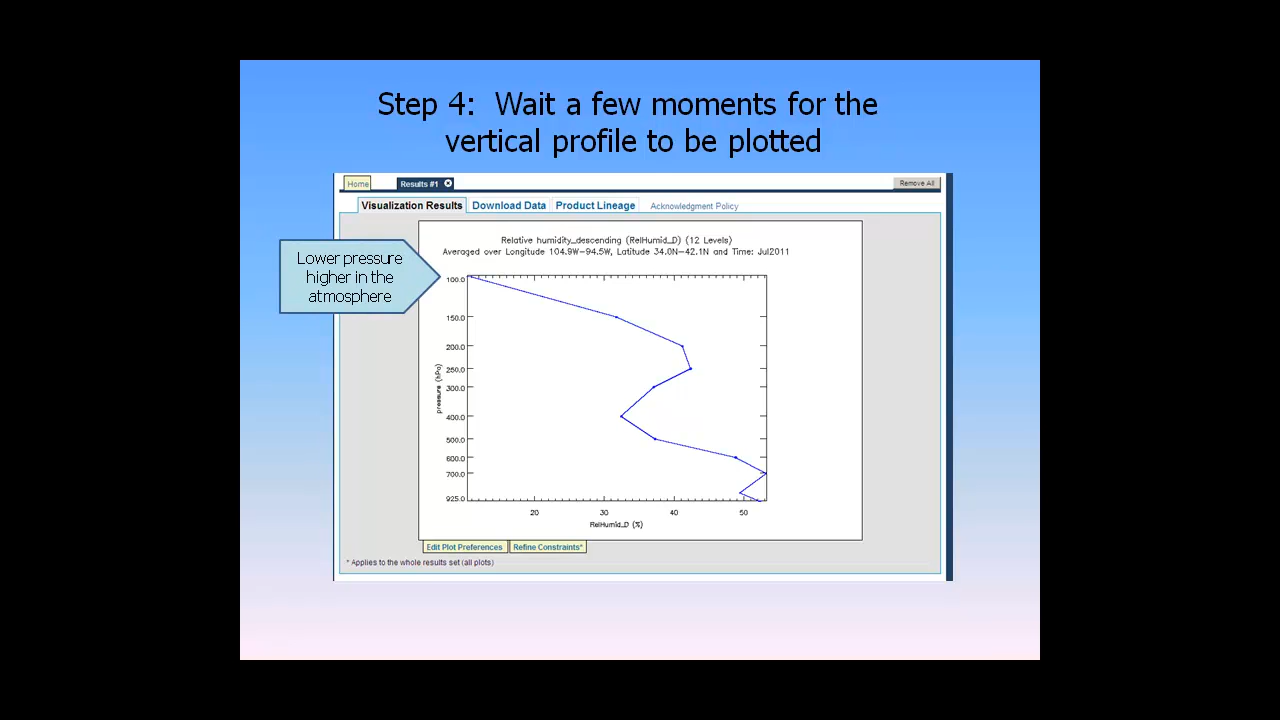 Step 4:  Wait a few moments for the
vertical profile to be plotted
Home
Results #1
Remove All
Visualization Results
Download Data
Product Lineage
Acknowledgment Policy
Lower pressure
higher in the
atmosphere
Relative humidity_descending (RelHumid_D) (12 Levels)
Averaged over Longitude 104.9W-94.5W, Latitude 34.0N-42.1N and Time: Jul2011
100.0
150.0
200.0
250.0
300.0
400.0
500.0
600.0
700.0
925.0
pressure (hPa)
20 30 40 50
RelHumid_D (%)
Edit Plot Preferences
Refine Constraints*
* Applies to the whole results set (all plots)